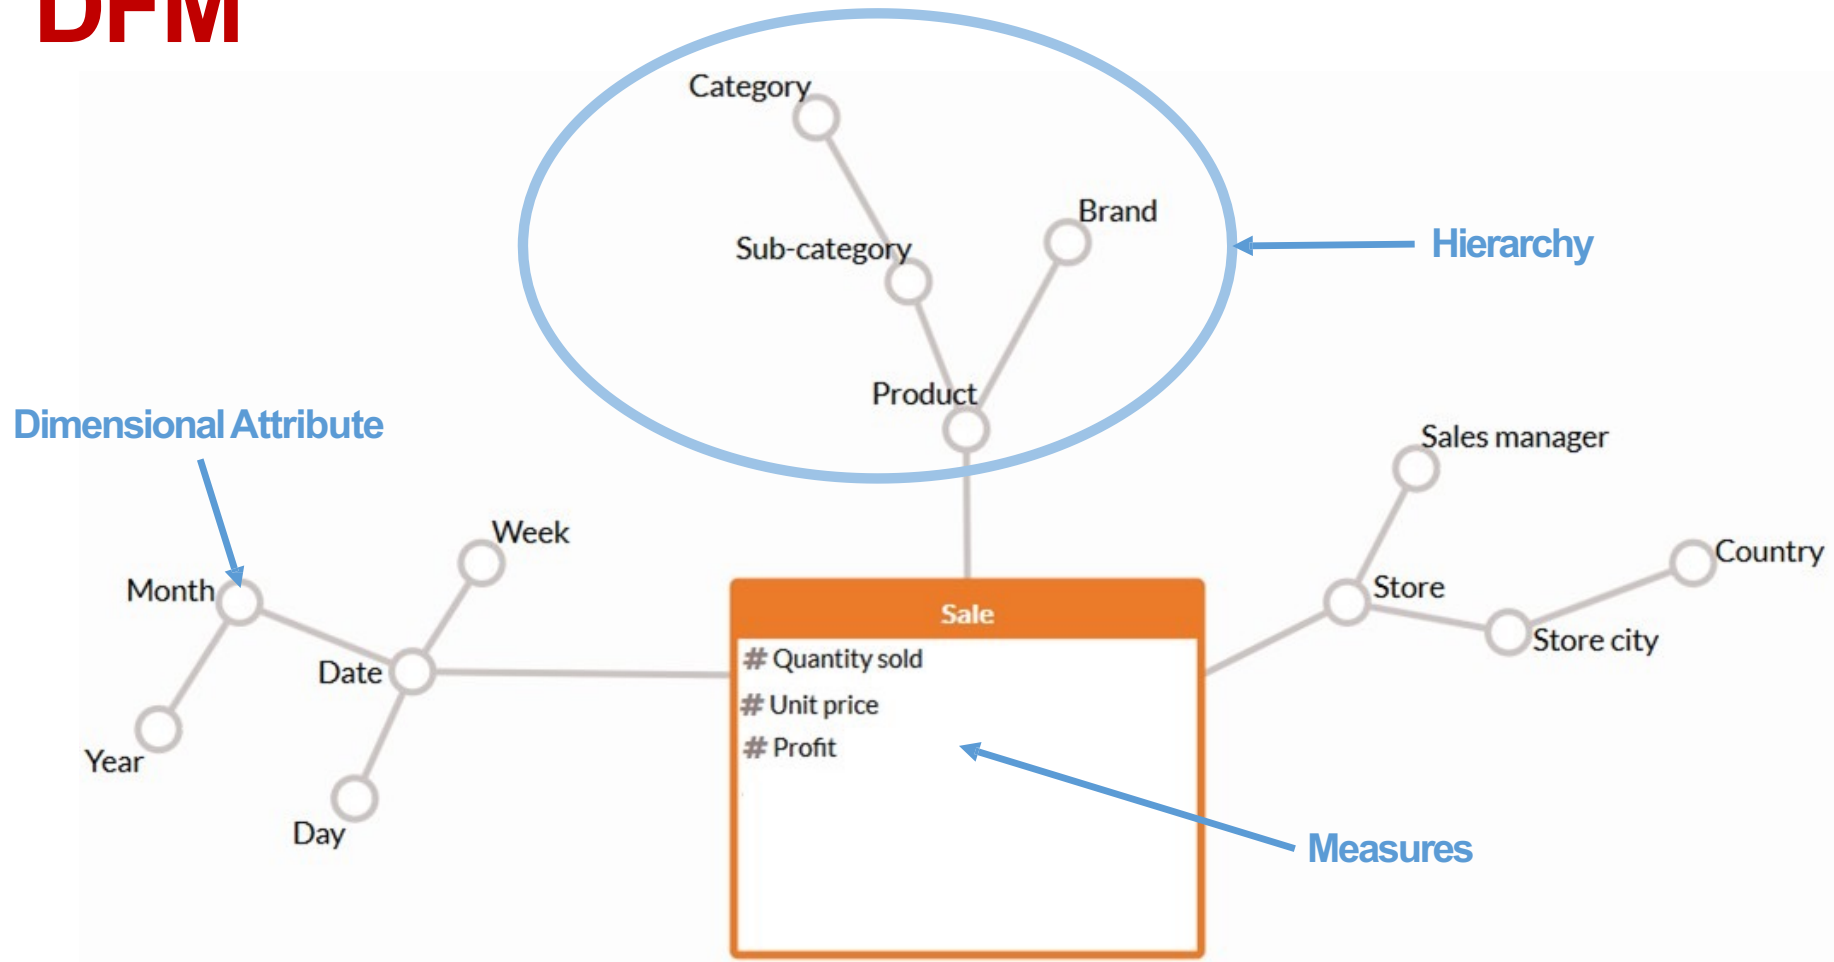 DFM
Category
Brand
Sub-category
Hierarchy
Product
Dimensional Attribute
Sales manager
Week
Country
Month
Store
Sale
Store city
# Quantity sold
Date
# Unit price
# Profit
Year
Day
Measures